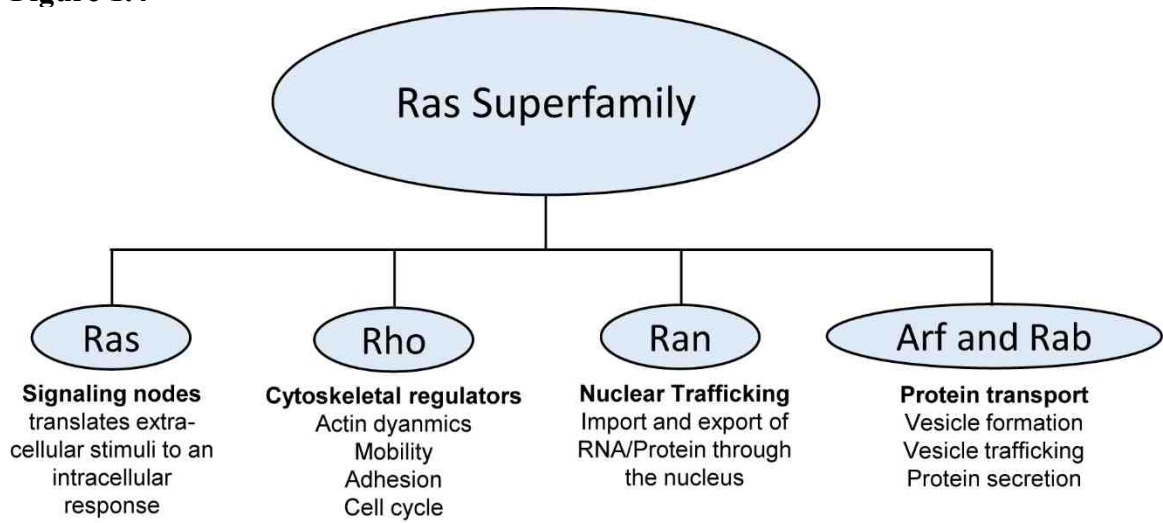 Figure
Ras Superfamily
Ras
Rho
Ran
Arf and Rab
Signaling nodes
translates extra-
cellular stimuli to an
intracellular
response
Cytoskeletal regulators
Actin dyanmics
Mobility
Adhesion
Cell cycle
Nuclear Trafficking
Import and export of
RNA/Protein through
the nucleus
Protein transport
Vesicle formation
Vesicle trafficking
Protein secretion